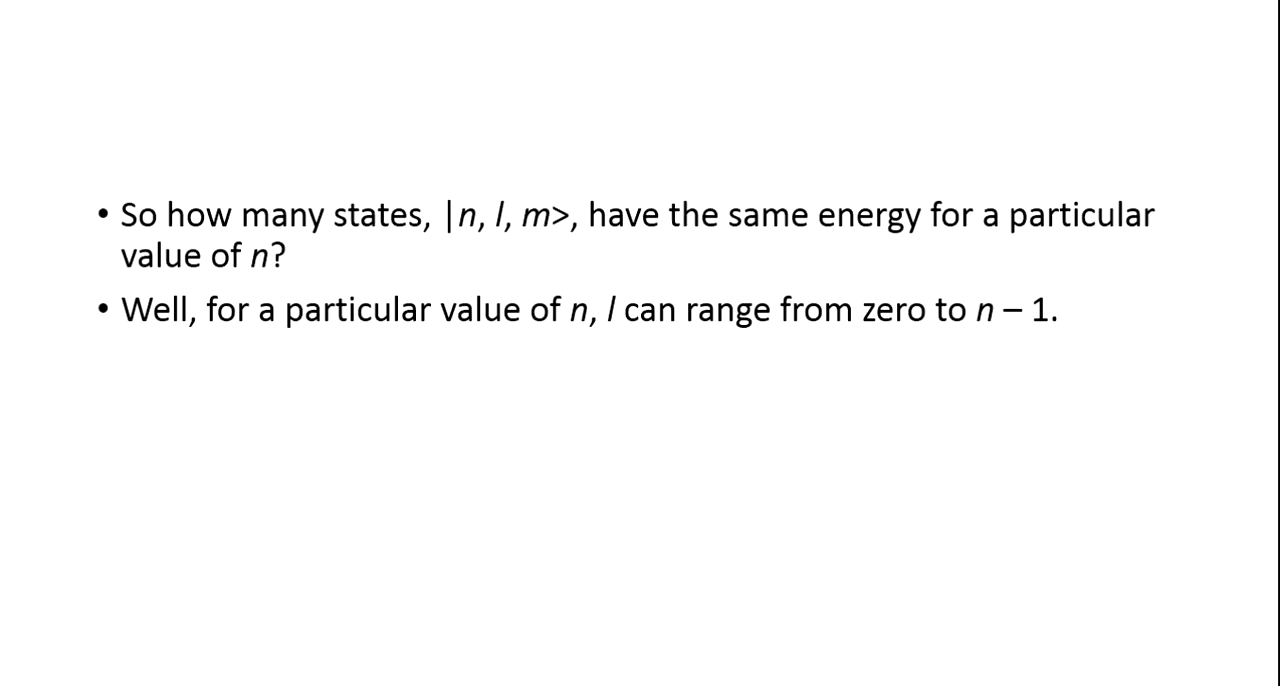 • So how many states, |n, l, m>, have the same energy for a particular
value of n?
• Well, for a particular value of n, l can range from zero to n – 1.